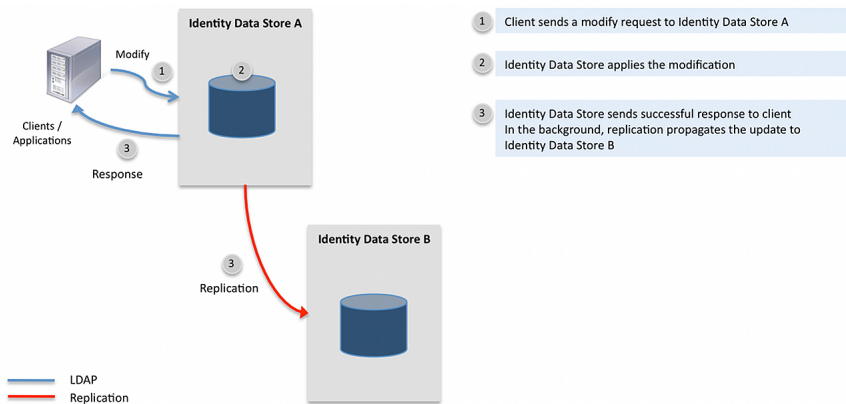 Identity Data Store A
Modify
1
2
Clients /
Applications
3
Response
1 Client sends a modify request to Identity Data Store A
2 Identity Data Store applies the modification
3 Identity Data Store sends successful response to client
In the background, replication propagates the update to
Identity Data Store B
Identity Data Store B
3
Replication
LDAP
Replication